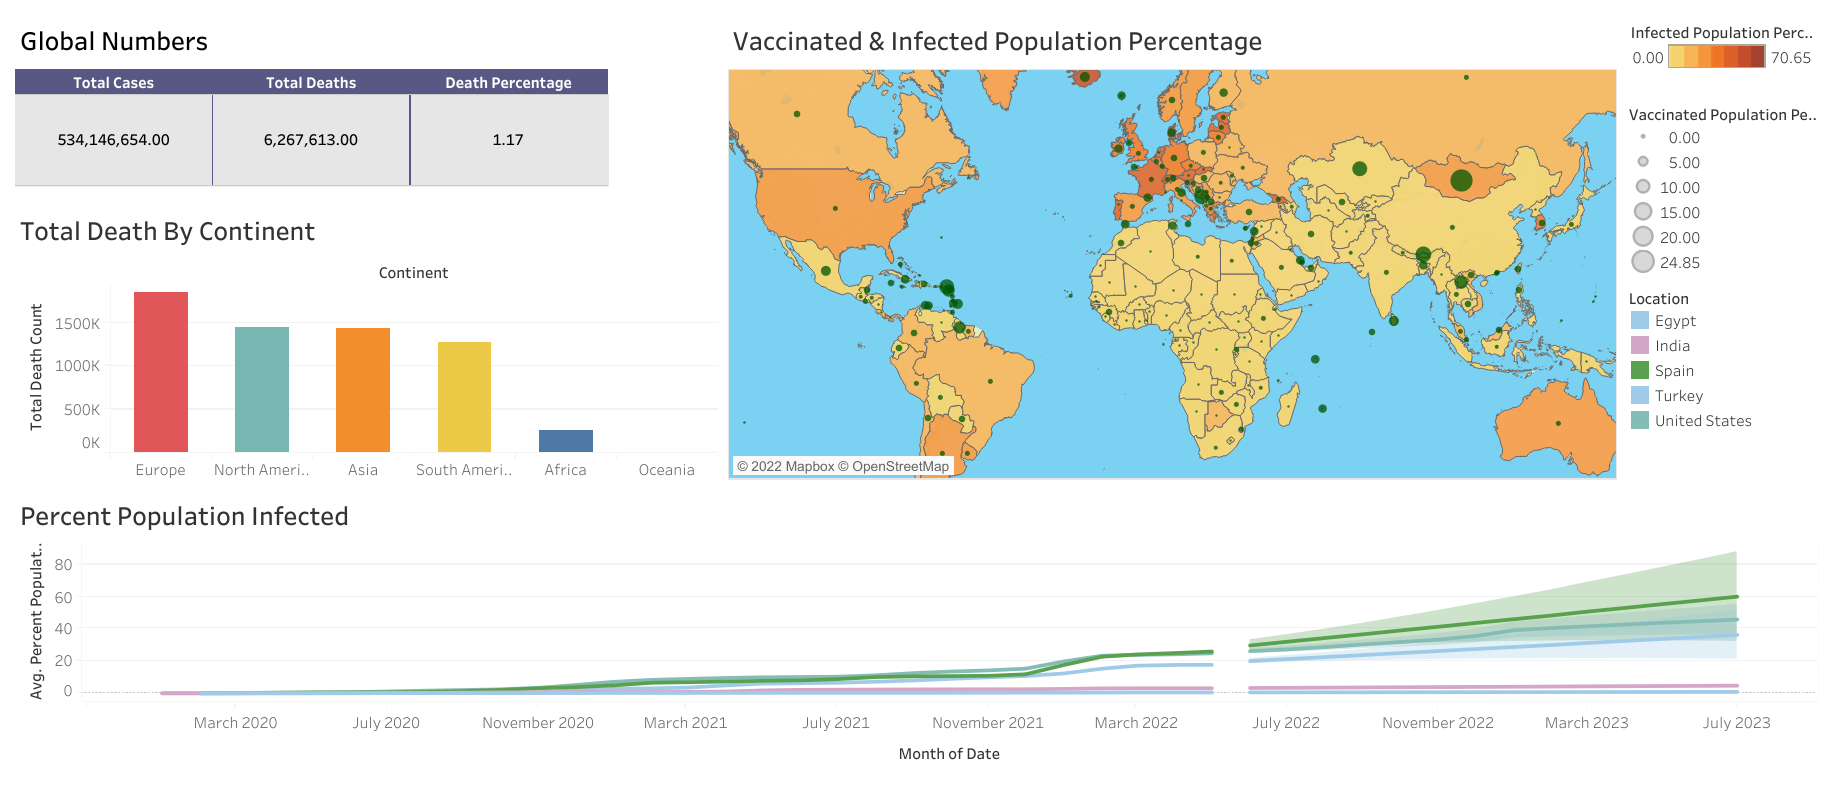 Global Numbers
Total Cases Total Deaths Death Percentage
534,146,654.00 6,267,613.00 1.17
Total Death By Continent
Continent
Total Death Count
1500K
1000K
500K
0K
Europe North Ameri.. Asia South Ameri.. Africa Oceania
Vaccinated & Infected Population Percentage
© 2022 Mapbox © OpenStreetMap
Infected Population Perc..
0.00 70.65
Vaccinated Population Pe..
0.00
5.00
10.00
15.00
20.00
24.85
Location
Egypt
India
Spain
Turkey
United States
Percent Population Infected
Avg. Percent Populat..
80
60
40
20
0
March 2020 July 2020 November 2020 March 2021 July 2021 November 2021 March 2022 July 2022 November 2022 March 2023 July 2023
Month of Date